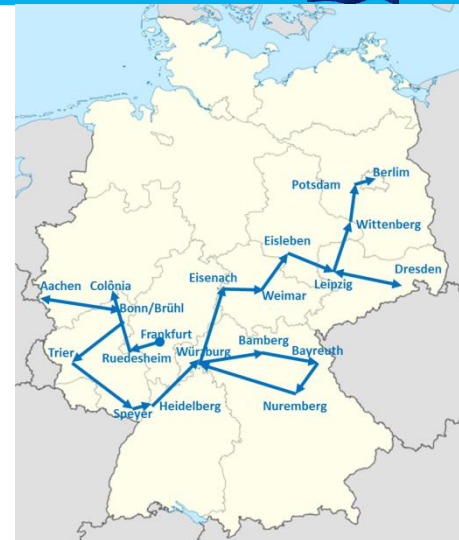 Berlim
Potsdam
Wittenberg
Eisleben
Leipzig
Dresden
Eisenach
Weimar
Aachen
Colônia
Bonn/Brühl
Frankfurt
Ruedesheim
Würzburg
Bamberg
Bayreuth
Trier
Speyer
Heidelberg
Nuremberg